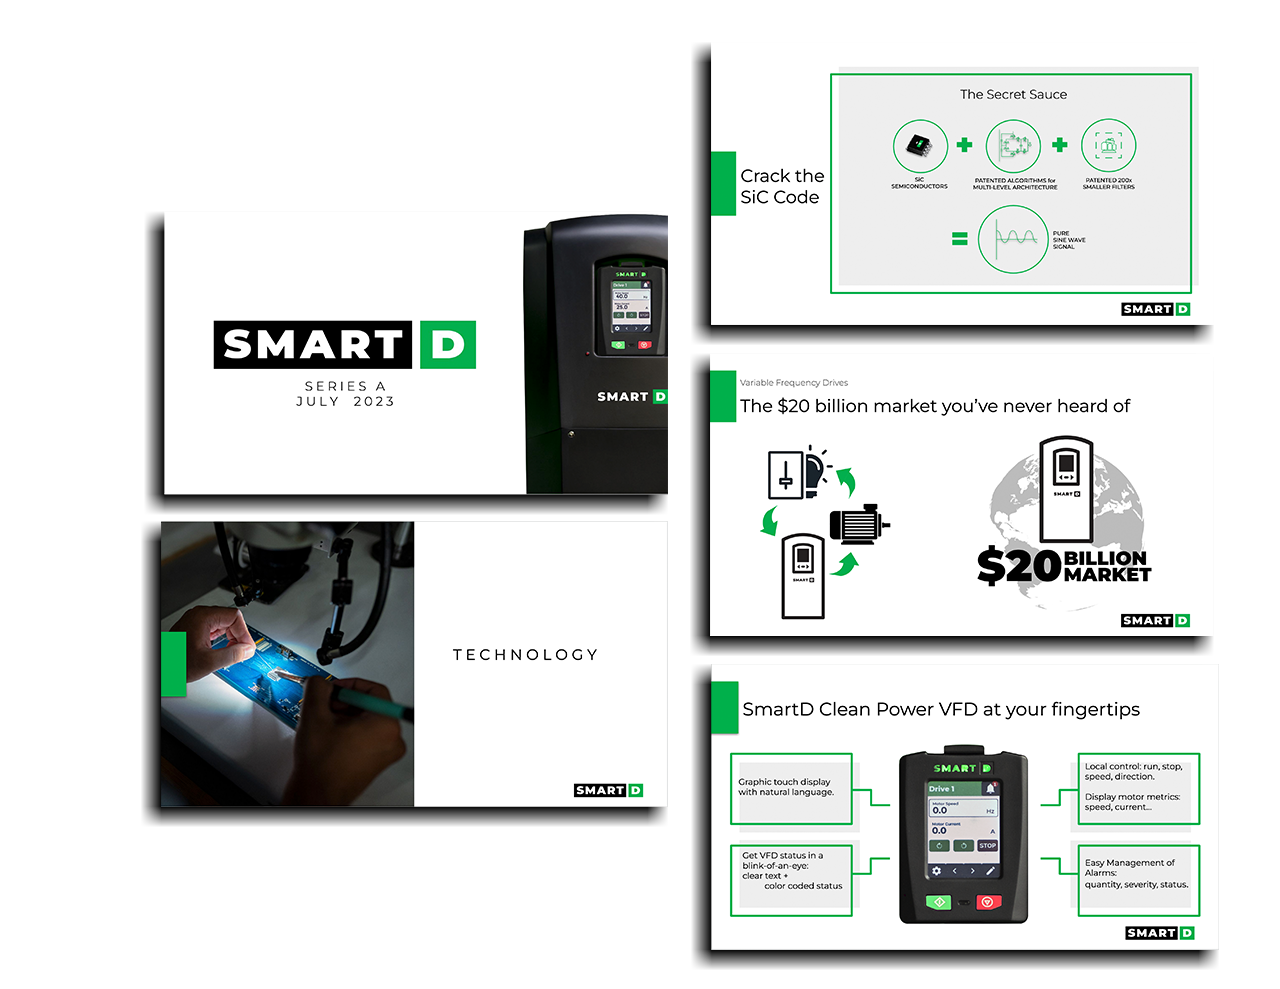 SMART D
SERIES A
JULY 2023
SMART D
Drive 1
40.0
Hz
25.0
A
STOP
SMART D
TECHNOLOGY
SMART D
Crack the
SiC Code
The Secret Sauce
SiC
SEMICONDUCTORS
PATENTED ALGORITHMS for
MULTI-LEVEL ARCHITECTURE
PATENTED 200x
SMALLER FILTERS
PURE
SINE WAVE
SIGNAL
SMART D
Variable Frequency Drives
The $20 billion market you've never heard of
SMART D
SMART D
$20 BILLION
MARKET
SMART D
SmartD Clean Power VFD at your fingertips
Graphic touch display
with natural language.
Get VFD status in a
blink-of-an-eye:
clear text +
color coded status
SMART D
Drive 1
Motor Speed
0.0 Hz
Motor Current
0.0 A
STOP
Local control: run, stop,
speed, direction.
Display motor metrics:
speed, current...
Easy Management of
Alarms:
quantity, severity, status.
SMART D